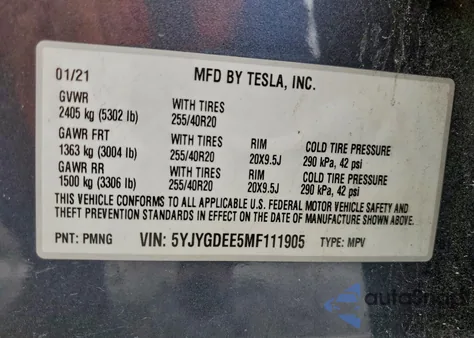 01/21 MFD BY TESLA, INC.
GVWR
2405 kg (5302 lb) WITH TIRES
255/40R20
GAWR FRT
1363 kg (3004 lb) WITH TIRES
255/40R20 RIM
20X9.5J COLD TIRE PRESSURE
290 kPa, 42 psi
GAWR RR
1500 kg (3306 lb) WITH TIRES
255/40R20 RIM
20X9.5J COLD TIRE PRESSURE
290 kPa, 42 psi
THIS VEHICLE CONFORMS TO ALL APPLICABLE U.S. FEDERAL MOTOR VEHICLE SAFETY AND
THEFT PREVENTION STANDARDS IN EFFECT ON THE DATE OF MANUFACTURE SHOWN ABOVE.
PNT: PMNG VIN: 5YJYGDEE5MF111905 TYPE: MPV